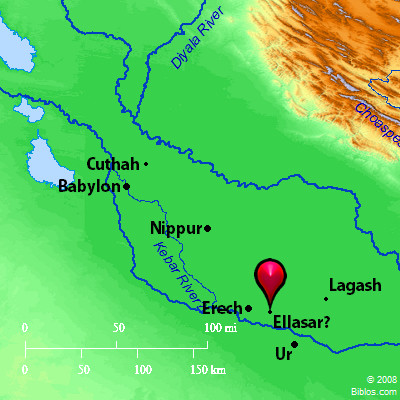 Diyala River
Choaspes
Cuthah
Babylon
Nippur
Kebar River
Lagash
Erech
Ellasar?
Ur
0 50 100 mi
0 50 100 150 km
© 2008
Biblos.com